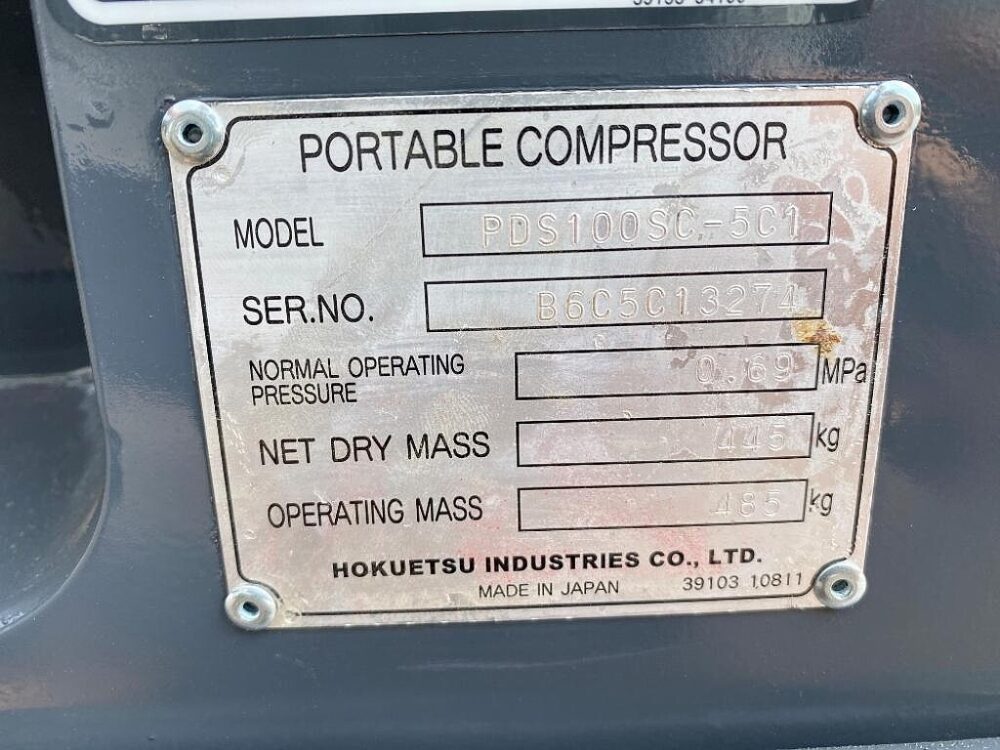 PORTABLE COMPRESSOR
MODEL PDS100SC-5C1
SER.NO. B6C5C13274
NORMAL OPERATING
PRESSURE 0.69 MPa
NET DRY MASS 445 kg
OPERATING MASS 485 kg
HOKUETSU INDUSTRIES CO., LTD.
MADE IN JAPAN 39103 10811